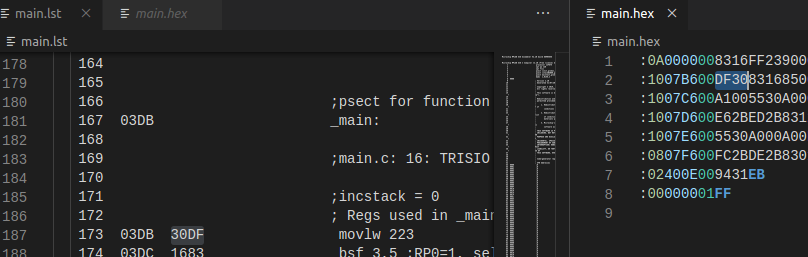 main.lst × main.hex ···
main.lst
178 164
179 165
180 166 ;psect for function
181 167 03DB _main:
182 168
183 169 ;main.c: 16: TRISIO
184 170
185 171 ;incstack = 0
186 172 ; Regs used in _main
187 173 03DB 30DF movlw 223
188 174 03DC 1683 bsf 3,5 ;RP0=1, sel
main.hex ×
main.hex
1 :0A0000008316FF23900
2 :1007B600DF308316850
3 :1007C600A1005530A00
4 :1007D600E62BED2B831
5 :1007E6005530A000A00
6 :0807F600FC2BDE2B830
7 :02400E009431EB
8 :00000001FF
9